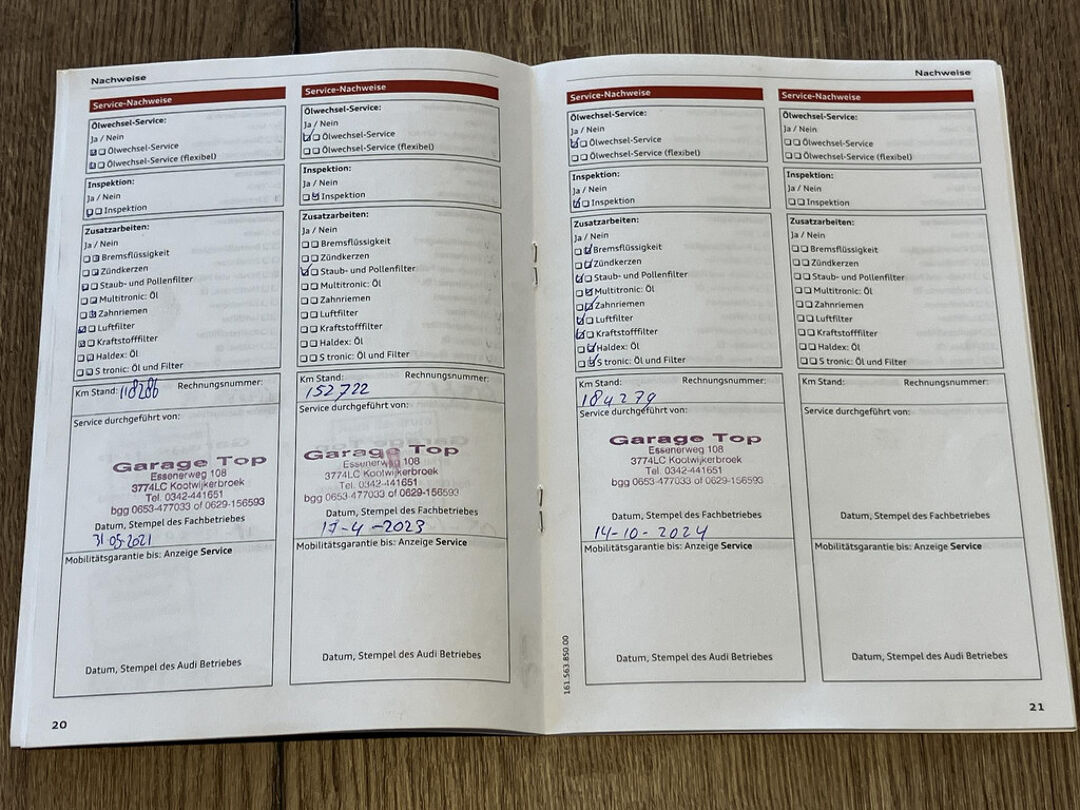 Nachweise
Service-Nachweise
Ölwechsel-Service:
Ja / Nein
Ölwechsel-Service
Ölwechsel-Service (flexibel)
Inspektion:
Ja / Nein
Inspektion
Zusatzarbeiten:
Ja / Nein
Bremsflüssigkeit
Zündkerzen
Staub- und Pollenfilter
Multitronic: Öl
Zahnriemen
Luftfilter
Kraftstofffilter
Haldex: Öl
S tronic: Öl und Filter
Km Stand: 118286 Rechnungsnummer:
Service durchgeführt von:
Garage Top
Essenerweg 108
3774LC Kootwijkerbroek
Tel. 0342-441651
bgg 0653-477033 of 0629-156593
Datum, Stempel des Fachbetriebes
31 05-2021
Mobilitätsgarantie bis: Anzeige Service
Datum, Stempel des Audi Betriebes
20
Service-Nachweise
Ölwechsel-Service:
Ja / Nein
Ölwechsel-Service
Ölwechsel-Service (flexibel)
Inspektion:
Ja / Nein
Inspektion
Zusatzarbeiten:
Ja / Nein
Bremsflüssigkeit
Zündkerzen
Staub- und Pollenfilter
Multitronic: Öl
Zahnriemen
Luftfilter
Kraftstofffilter
Haldex: Öl
S tronic: Öl und Filter
Km Stand: Rechnungsnummer:
152722
Service durchgeführt von:
Garage Top
Essenerweg 108
3774LC Kootwijkerbroek
Tel. 0342-441651
bgg 0653-477033 of 0629-156593
Datum, Stempel des Fachbetriebes
17-4-2023
Mobilitätsgarantie bis: Anzeige Service
Datum, Stempel des Audi Betriebes
Nachweise
Service-Nachweise
Ölwechsel-Service:
Ja / Nein
Ölwechsel-Service
Ölwechsel-Service (flexibel)
Inspektion:
Ja / Nein
Inspektion
Zusatzarbeiten:
Ja / Nein
Bremsflüssigkeit
Zündkerzen
Staub- und Pollenfilter
Multitronic: Öl
Zahnriemen
Luftfilter
Kraftstofffilter
Haldex: Öl
S tronic: Öl und Filter
Km Stand: Rechnungsnummer:
184279
Service durchgeführt von:
Garage Top
Essenerweg 108
3774LC Kootwijkerbroek
Tel. 0342-441651
bgg 0653-477033 of 0629-156593
Datum, Stempel des Fachbetriebes
14-10-2024
Mobilitätsgarantie bis: Anzeige Service
Datum, Stempel des Audi Betriebes
161.563.850.00
Service-Nachweise
Ölwechsel-Service:
Ja / Nein
Ölwechsel-Service
Ölwechsel-Service (flexibel)
Inspektion:
Ja / Nein
Inspektion
Zusatzarbeiten:
Ja / Nein
Bremsflüssigkeit
Zündkerzen
Staub- und Pollenfilter
Multitronic: Öl
Zahnriemen
Luftfilter
Kraftstofffilter
Haldex: Öl
S tronic: Öl und Filter
Km Stand: Rechnungsnummer:
Service durchgeführt von:
Datum, Stempel des Fachbetriebes
Mobilitätsgarantie bis: Anzeige Service
Datum, Stempel des Audi Betriebes
21